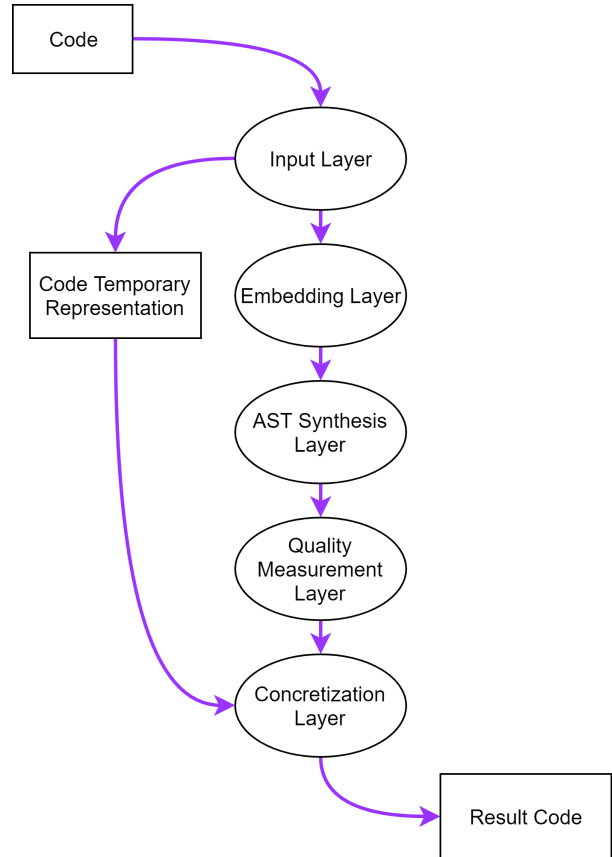 Code
Input Layer
Code Temporary
Representation
Embedding Layer
AST Synthesis
Layer
Quality
Measurement
Layer
Concretization
Layer
Result Code